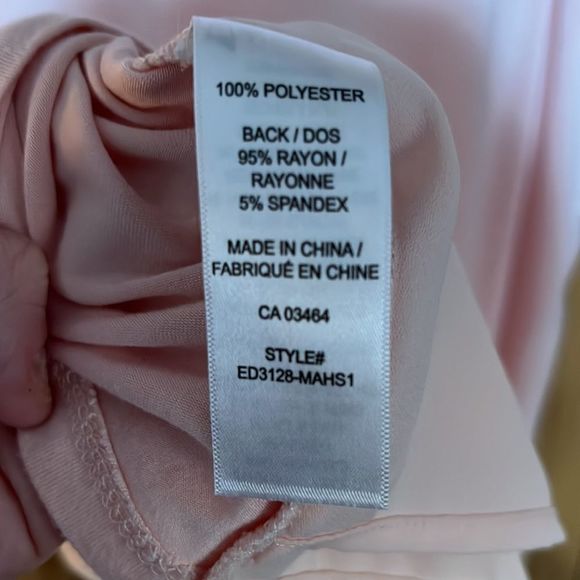 100% POLYESTER
BACK / DOS
95% RAYON /
RAYONNE
5% SPANDEX
MADE IN CHINA /
FABRIQUÉ EN CHINE
CA 03464
STYLE#
ED3128-MAHS1